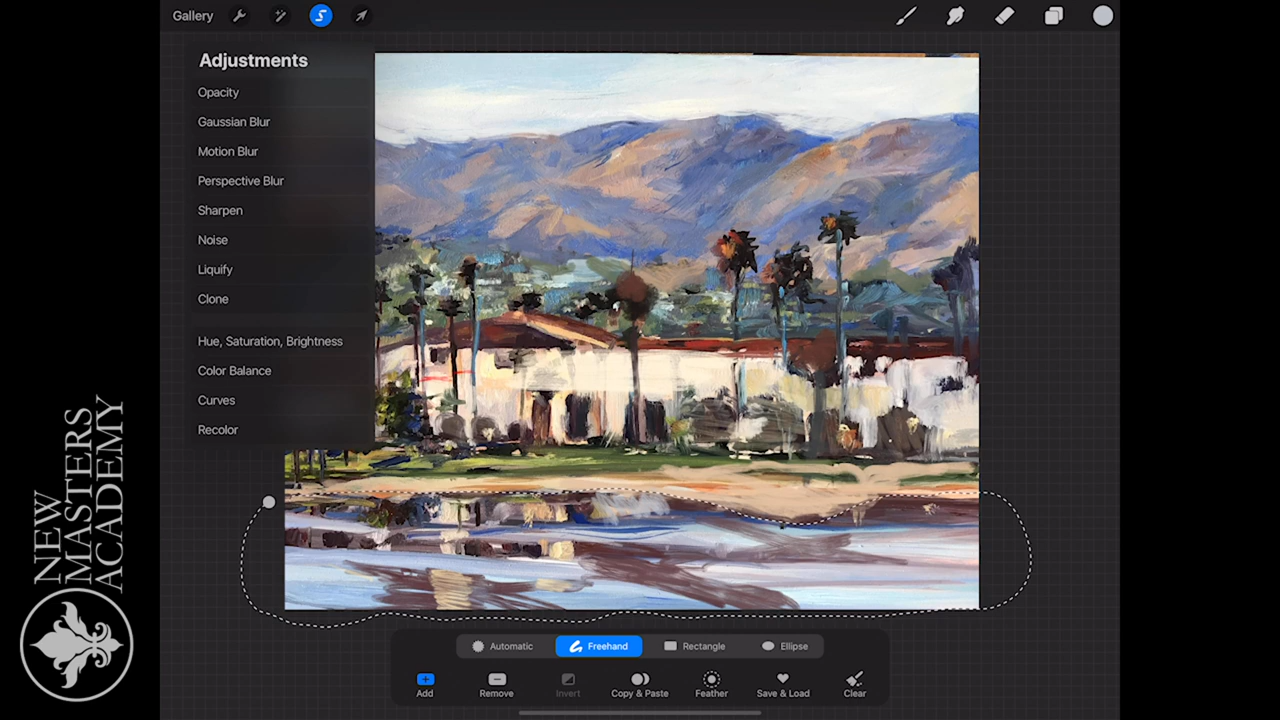 Gallery
Adjustments
Opacity
Gaussian Blur
Motion Blur
Perspective Blur
Sharpen
Noise
Liquify
Clone
Hue, Saturation, Brightness
Color Balance
Curves
Recolor
Automatic
Freehand
Rectangle
Ellipse
Add
Remove
Invert
Copy & Paste
Feather
Save & Load
Clear
NEW
MASTERS
ACADEMY